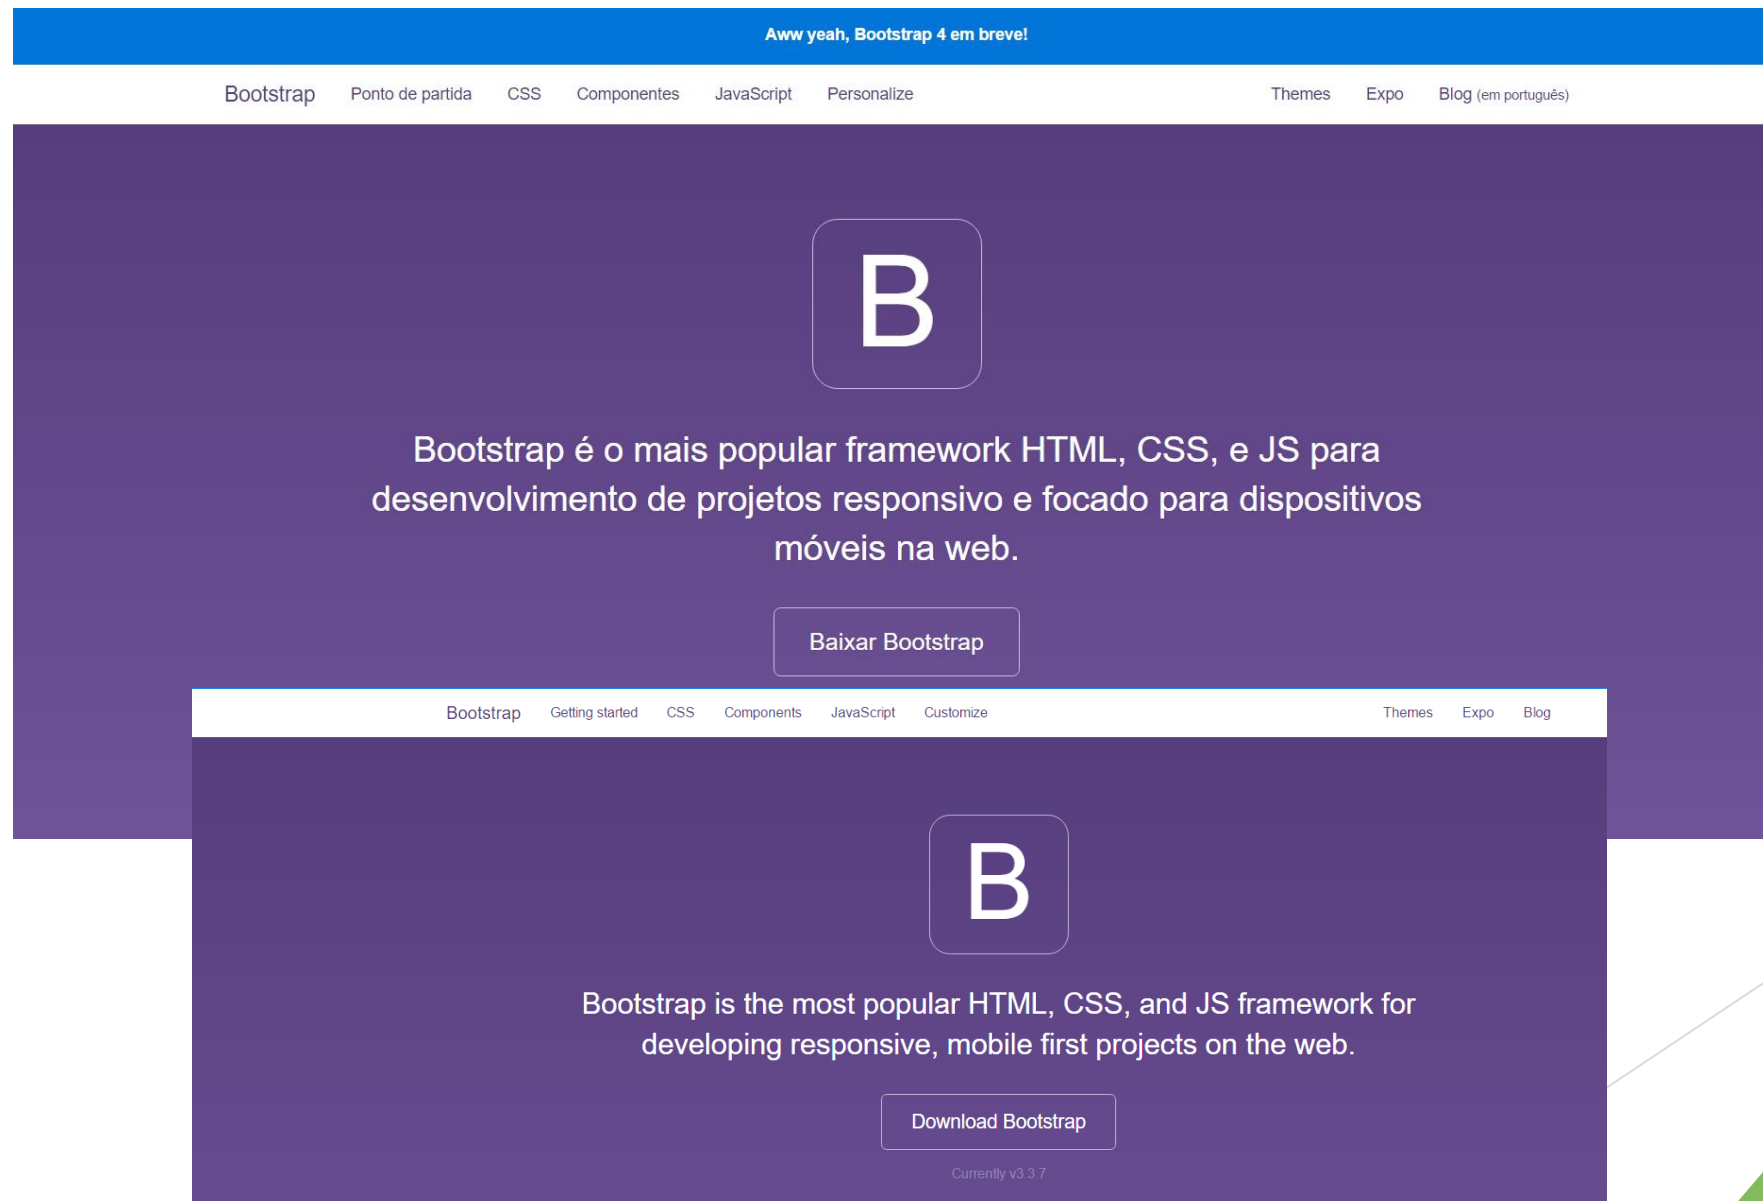 Aww yeah, Bootstrap 4 em breve!
Bootstrap Ponto de partida CSS Componentes JavaScript Personalize Themes Expo Blog (em português)
B
Bootstrap é o mais popular framework HTML, CSS, e JS para
desenvolvimento de projetos responsivo e focado para dispositivos
móveis na web.
Baixar Bootstrap
Bootstrap Getting started CSS Components JavaScript Customize Themes Expo Blog
B
Bootstrap is the most popular HTML, CSS, and JS framework for
developing responsive, mobile first projects on the web.
Download Bootstrap
Currently v3.3.7